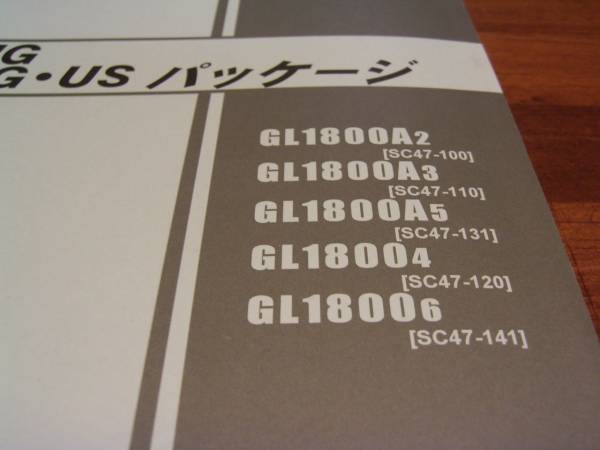 NG
G・US パッケージ
GL1800A2
[SC47-100]
GL1800A3
[SC47-110]
GL1800A5
[SC47-131]
GL18004
[SC47-120]
GL18006
[SC47-141]